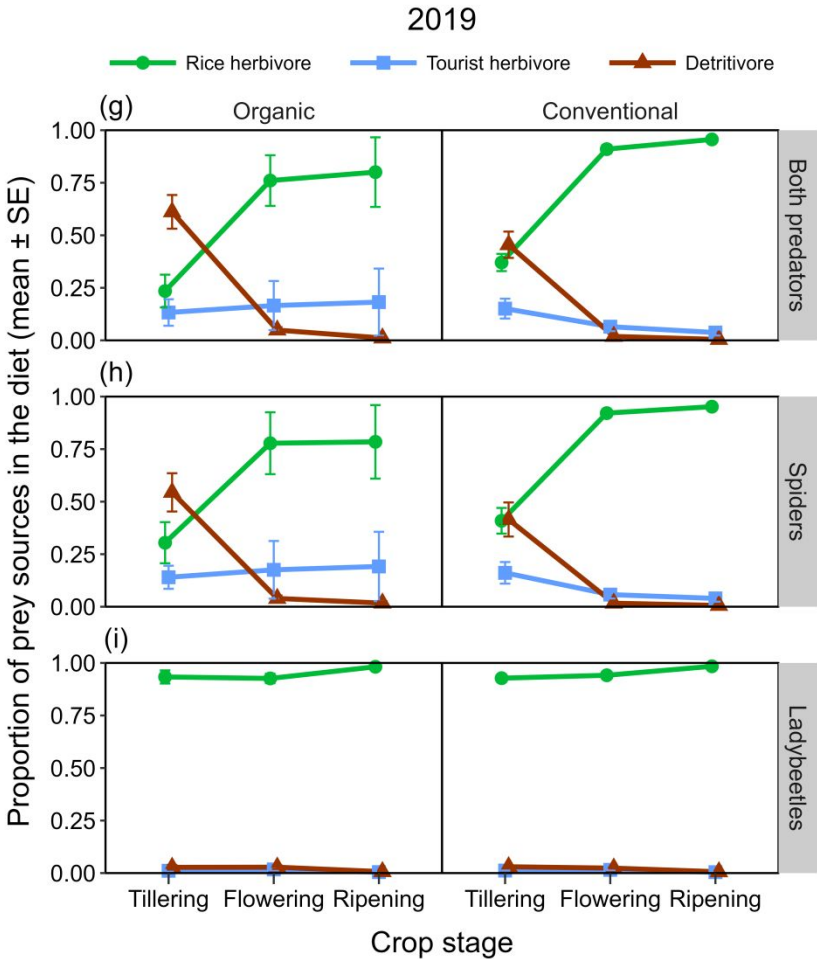 2019
Rice herbivore Tourist herbivore Detritivore
(g)
Organic Conventional
1.00
0.75
0.50
0.25
0.00
Both predators
(h)
1.00
0.75
0.50
0.25
0.00
Spiders
(i)
1.00
0.75
0.50
0.25
0.00
Ladybeetles
Proportion of prey sources in the diet (mean ± SE)
Tillering Flowering Ripening Tillering Flowering Ripening
Crop stage